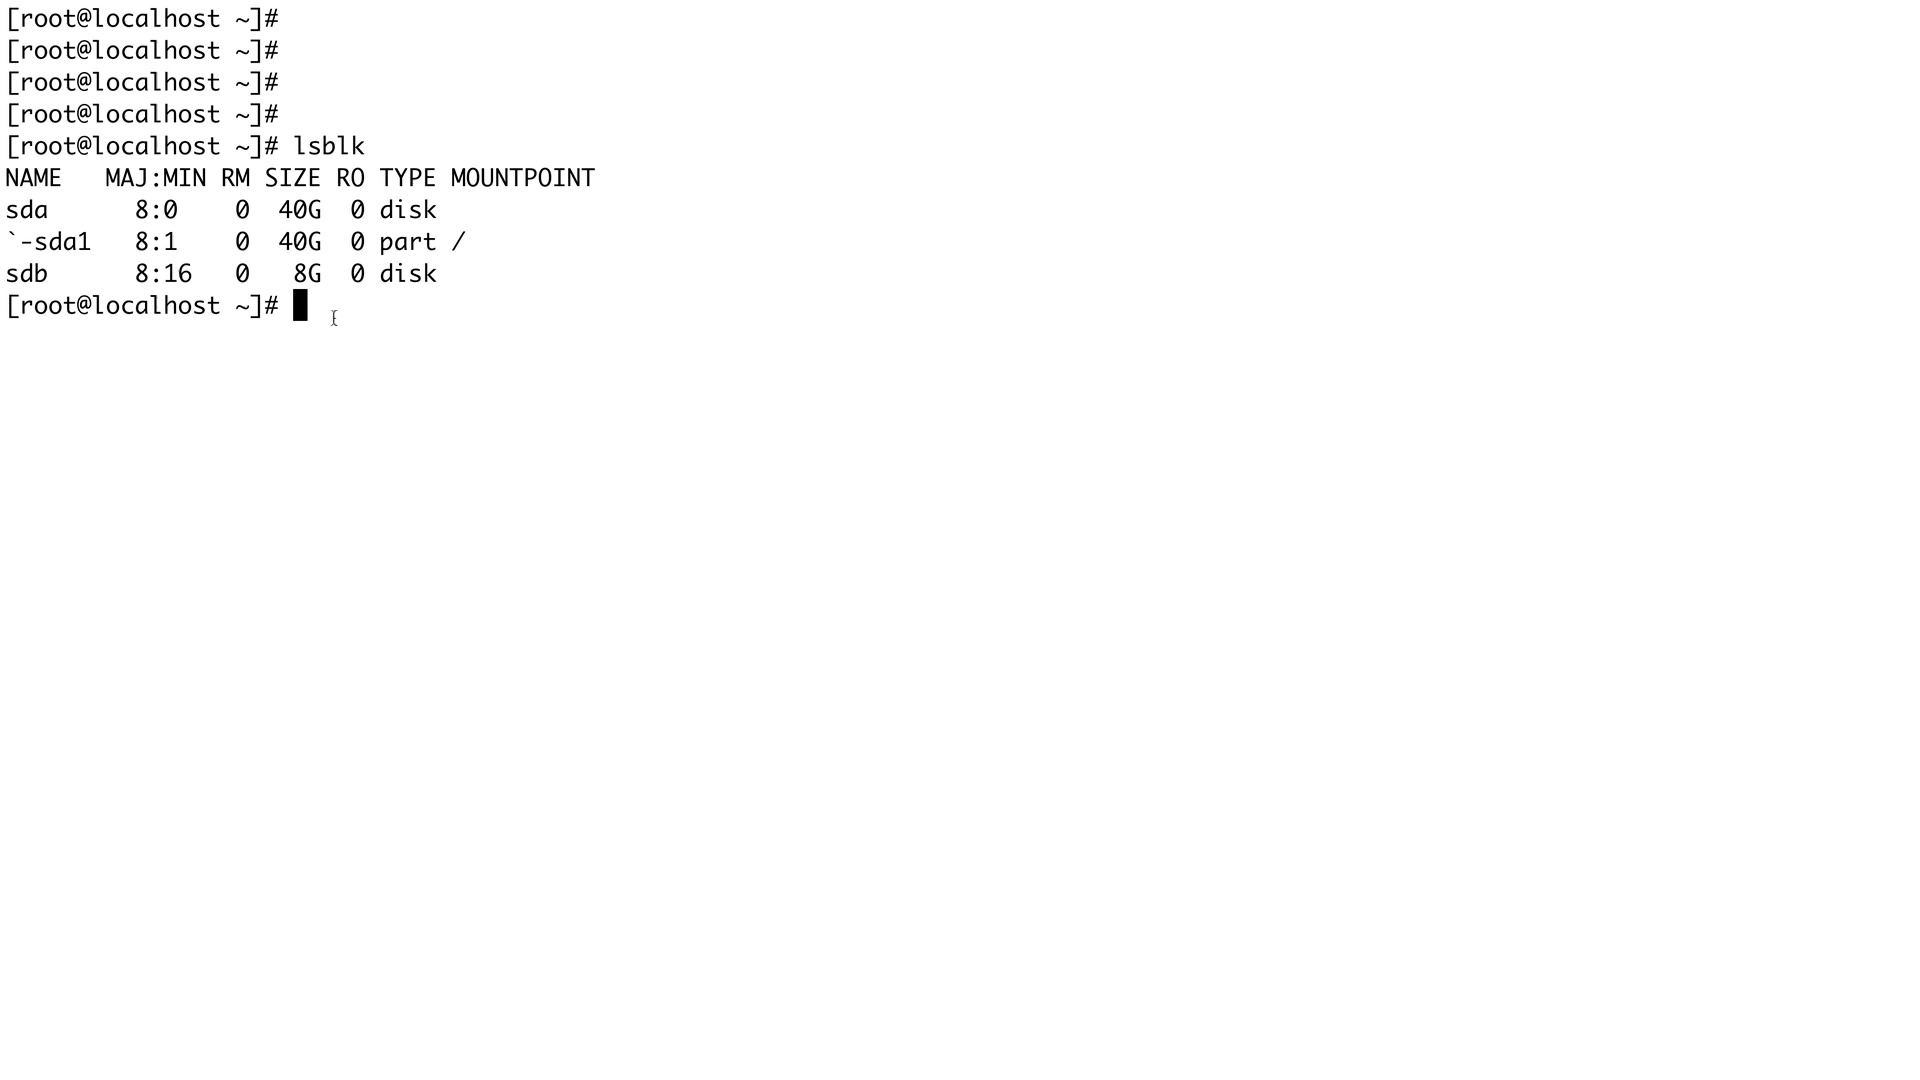 [root@localhost ~]#
[root@localhost ~]#
[root@localhost ~]#
[root@localhost ~]#
[root@localhost ~]# lsblk
NAME   MAJ:MIN RM SIZE RO TYPE MOUNTPOINT
sda      8:0    0  40G  0 disk
`-sda1   8:1    0  40G  0 part /
sdb      8:16   0   8G  0 disk
[root@localhost ~]#